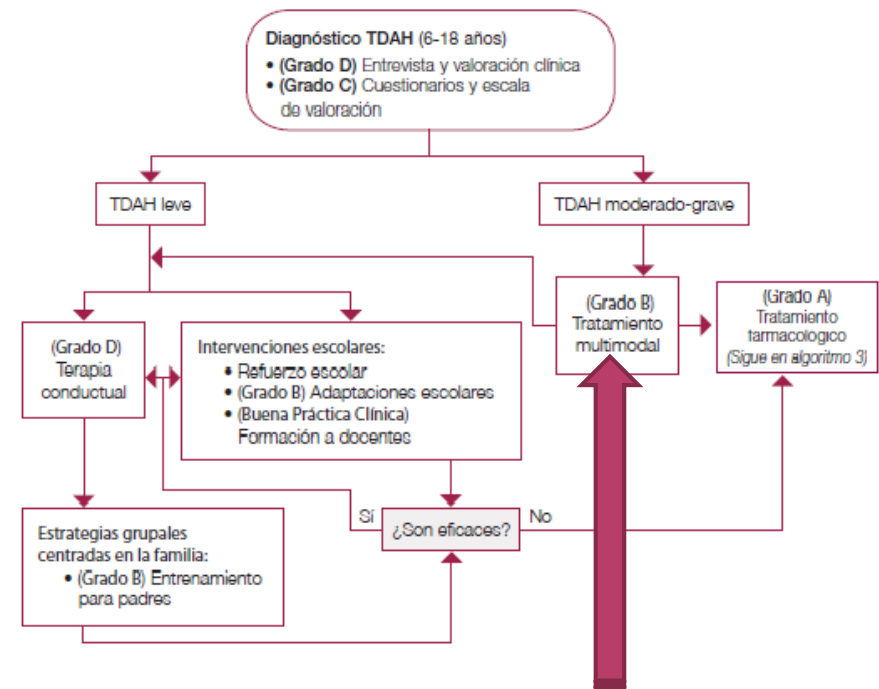 Diagnóstico TDAH (6-18 años)
• (Grado D) Entrevista y valoración clínica
• (Grado C) Cuestionarios y escala
de valoración
TDAH leve
TDAH moderado-grave
(Grado B)
Tratamiento
multimodal
(Grado A)
Tratamiento
farmacologico
(Sigue en algoritmo 3)
(Grado D)
Terapia
conductual
Intervenciones escolares:
• Refuerzo escolar
• (Grado B) Adaptaciones escolares
• (Buena Práctica Clínica)
Formación a docentes
Sí
¿Son eficaces?
No
Estrategias grupales
centradas en la familia:
• (Grado B) Entrenamiento
para padres